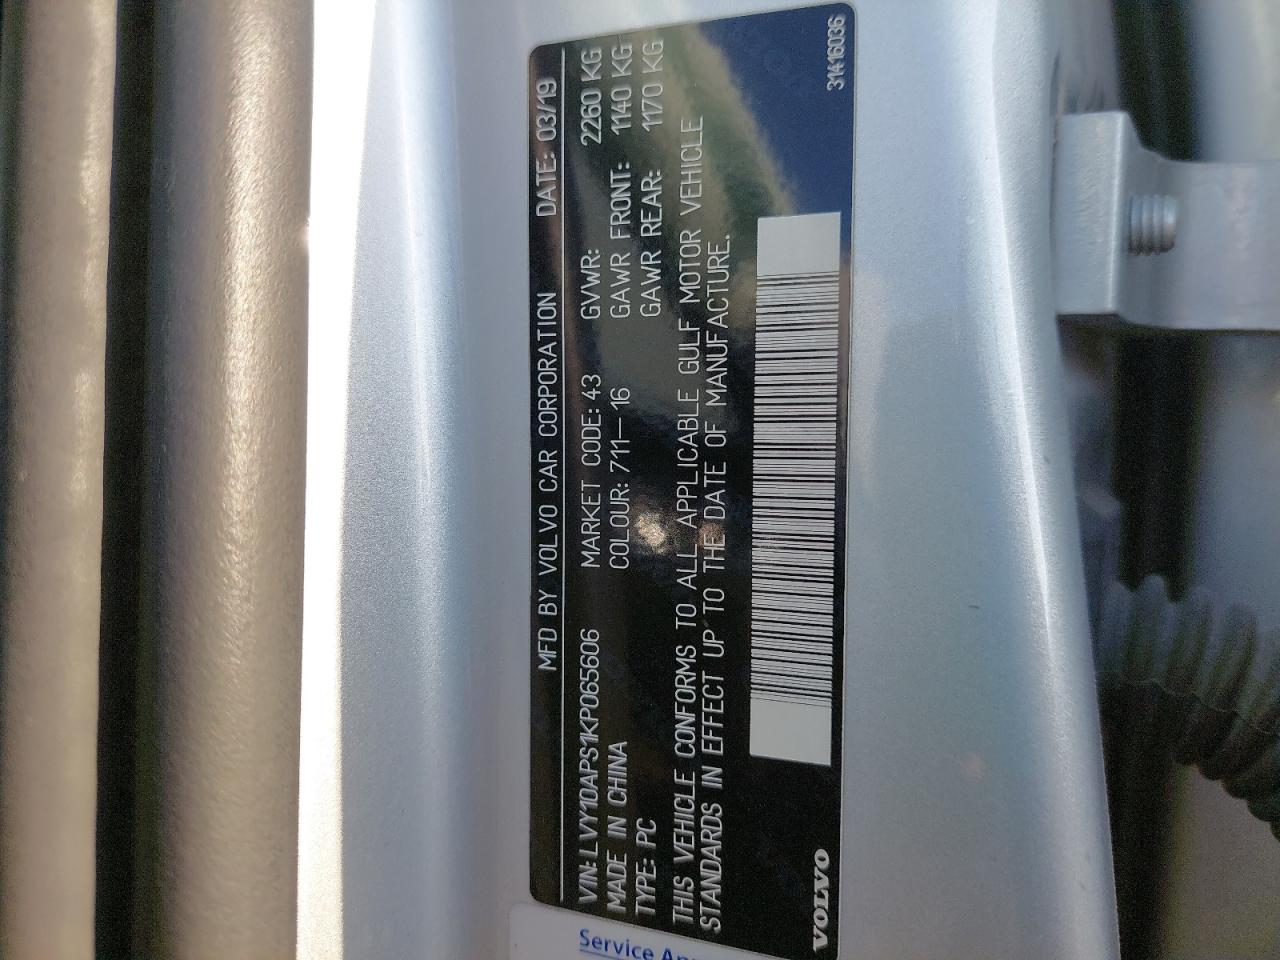 MFD BY VOLVO CAR CORPORATION DATE: 03/19
VIN: LVY10APS1KP065606 MARKET CODE: 43 GVWR: 2260 KG
MADE IN CHINA COLOUR: 711-16 GAWR FRONT: 1140 KG
TYPE: PC GAWR REAR: 1170 KG
THIS VEHICLE CONFORMS TO ALL APPLICABLE GULF MOTOR VEHICLE
STANDARDS IN EFFECT UP TO THE DATE OF MANUFACTURE.
VOLVO 31416036
Service